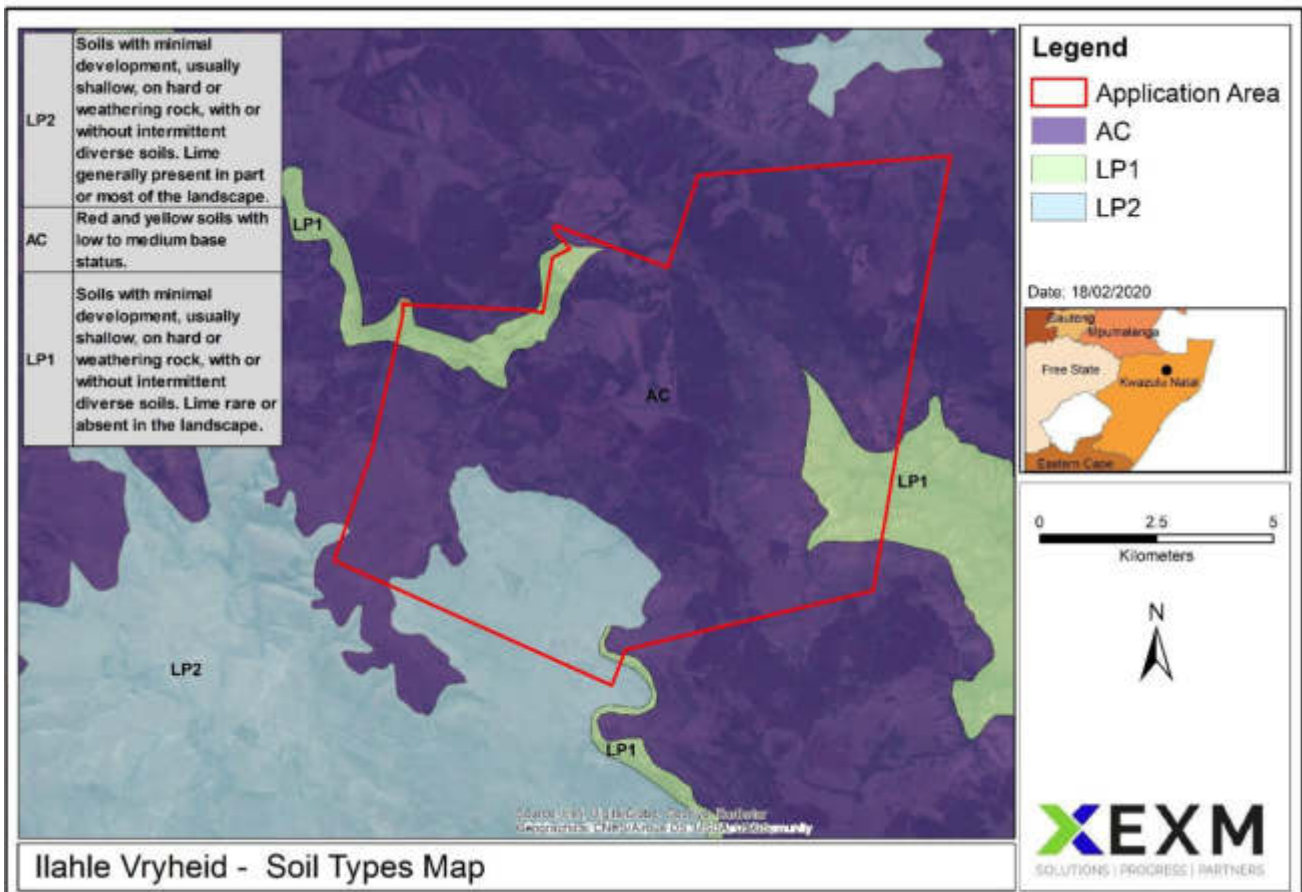 LP2
Soils with minimal
development, usually
shallow, on hard or
weathering rock, with or
without intermittent
diverse soils. Lime
generally present in part
or most of the landscape.
AC
Red and yellow soils with
low to medium base
status.
LP1
Soils with minimal
development, usually
shallow, on hard or
weathering rock, with or
without intermittent
diverse soils. Lime rare or
absent in the landscape.
LP1
AC
LP1
LP2
LP1
Ilahle Vryheid - Soil Types Map
Legend
Application Area
AC
LP1
LP2
Date: 18/02/2020
Gauteng
Mpumalanga
Free State
Kwazulu Natal
Eastern Cape
0 2.5 5
Kilometers
N
EXM
SOLUTIONS | PROGRESS | PARTNERS